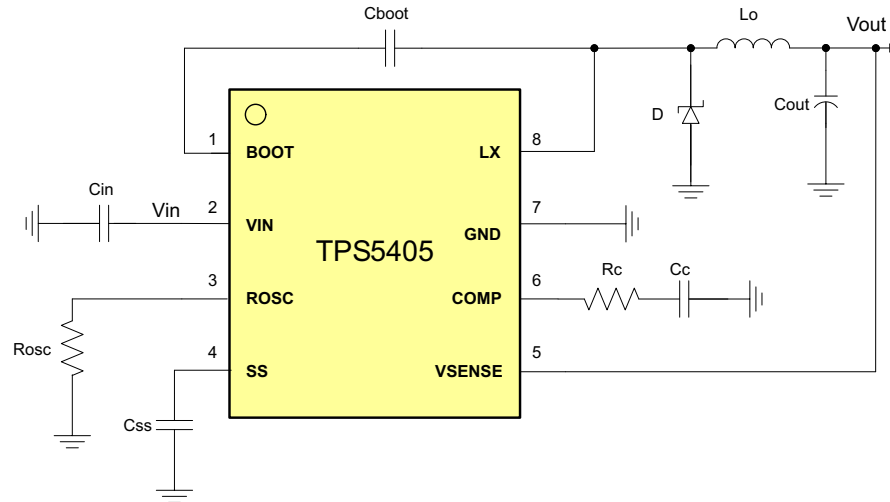 Cboot
Lo
Vout
D
Cout
1
BOOT
LX
8
Cin
Vin
2
VIN
GND
7
TPS5405
3
ROSC
COMP
6
Rc
Cc
Rosc
4
SS
VSENSE
5
Css